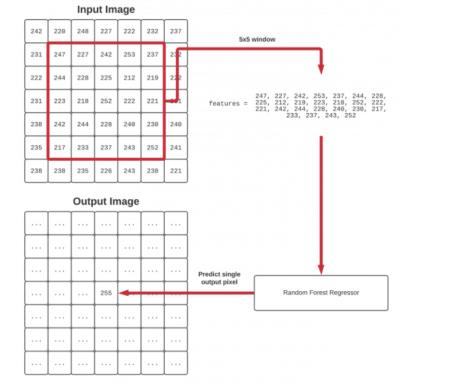 Input Image
242 220 248 227 222 232 237
231 247 227 242 253 237
222 244 228 225 212 219
231 223 218 252 222 221
238 242 244 228 240 230 240
235 217 233 237 243 252 241
238 238 235 226 243 238 221
5x5 window
features = 247, 227, 242, 253, 237, 244, 228,
225, 212, 219, 223, 218, 252, 222,
221, 242, 244, 228, 240, 230, 217,
233, 237, 243, 252
Output Image
... ... ... ... ... ... ...
... ... ... ... ... ... ...
... ... ... ... ... ... ...
... ... ... 255 ... ... ...
... ... ... ... ... ... ...
... ... ... ... ... ... ...
... ... ... ... ... ... ...
Predict single
output pixel
Random Forest Regressor